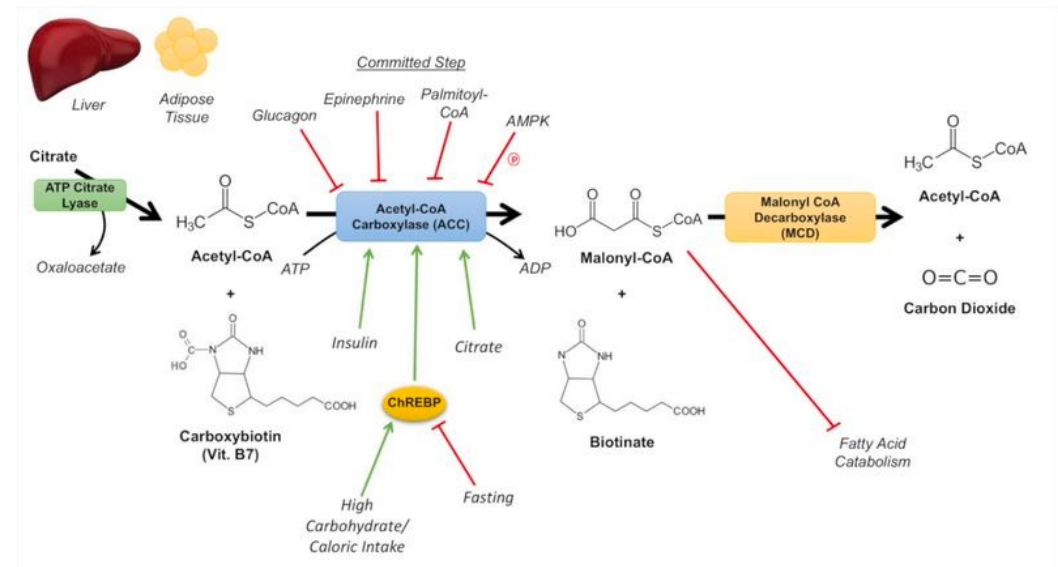 Liver
Adipose
Tissue
Committed Step
Glucagon
Epinephrine
Palmitoyl-
CoA
AMPK
P
Citrate
ATP Citrate
Lyase
Oxaloacetate
O
H₃C
S
CoA
Acetyl-CoA
+
Acetyl-CoA
Carboxylase (ACC)
ATP
ADP
O
O
HO
S
CoA
Malonyl-CoA
+
Malonyl CoA
Decarboxylase
(MCD)
O
H₃C
S
CoA
Acetyl-CoA
+
O=C=O
Carbon Dioxide
Insulin
Citrate
ChREBP
High
Carbohydrate/
Caloric Intake
Fasting
O
O
C
N
NH
HO
S
COOH
Carboxybiotin
(Vit. B7)
O
N
NH
S
COOH
Biotinate
Fatty Acid
Catabolism